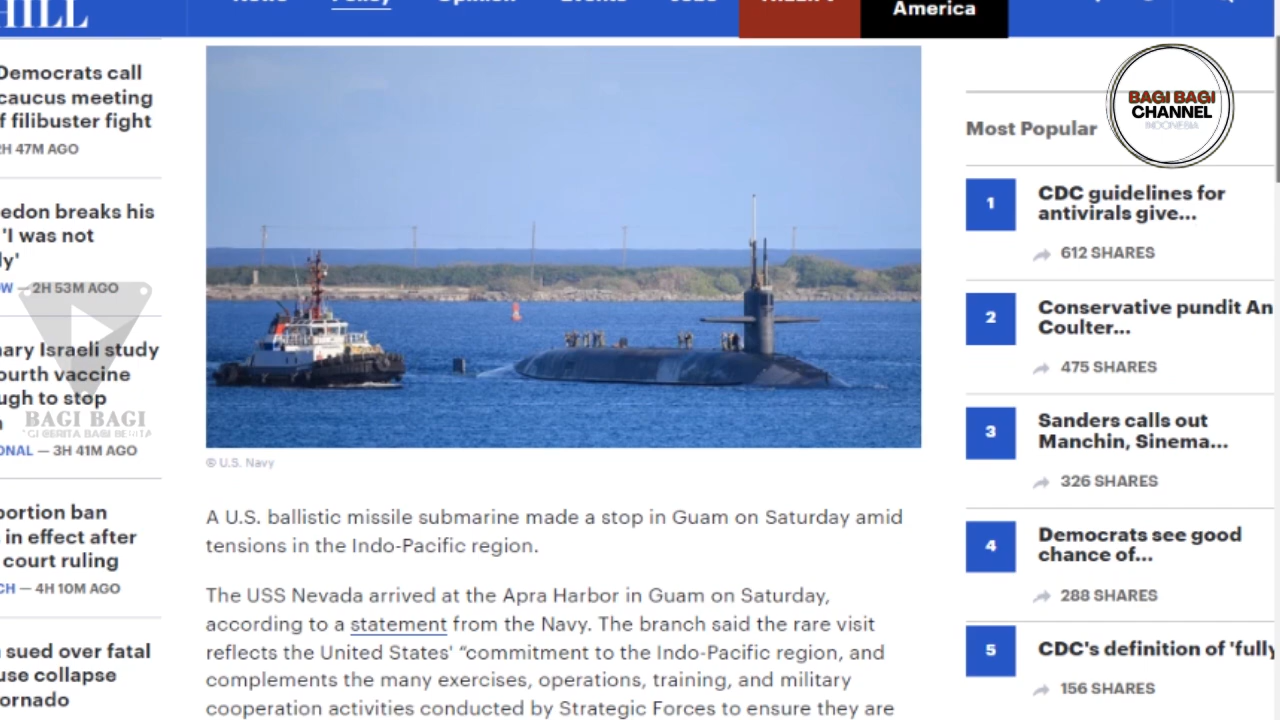 HILL
Policy
America
Democrats call
caucus meeting
filibuster fight
2H 47M AGO
edon breaks his
'I was not
ly'
2H 53M AGO
ary Israeli study
ourth vaccine
ugh to stop
ONAL — 3H 41M AGO
BAGI BAGI
ortion ban
in effect after
court ruling
CH — 4H 10M AGO
sued over fatal
use collapse
ornado
© U.S. Navy
A U.S. ballistic missile submarine made a stop in Guam on Saturday amid
tensions in the Indo-Pacific region.
The USS Nevada arrived at the Apra Harbor in Guam on Saturday,
according to a statement from the Navy. The branch said the rare visit
reflects the United States' “commitment to the Indo-Pacific region, and
complements the many exercises, operations, training, and military
cooperation activities conducted by Strategic Forces to ensure they are
BAGI BAGI
CHANNEL
INDONESIA
Most Popular
1
CDC guidelines for
antivirals give...
612 SHARES
2
Conservative pundit An
Coulter...
475 SHARES
3
Sanders calls out
Manchin, Sinema...
326 SHARES
4
Democrats see good
chance of...
288 SHARES
5
CDC's definition of 'fully
156 SHARES